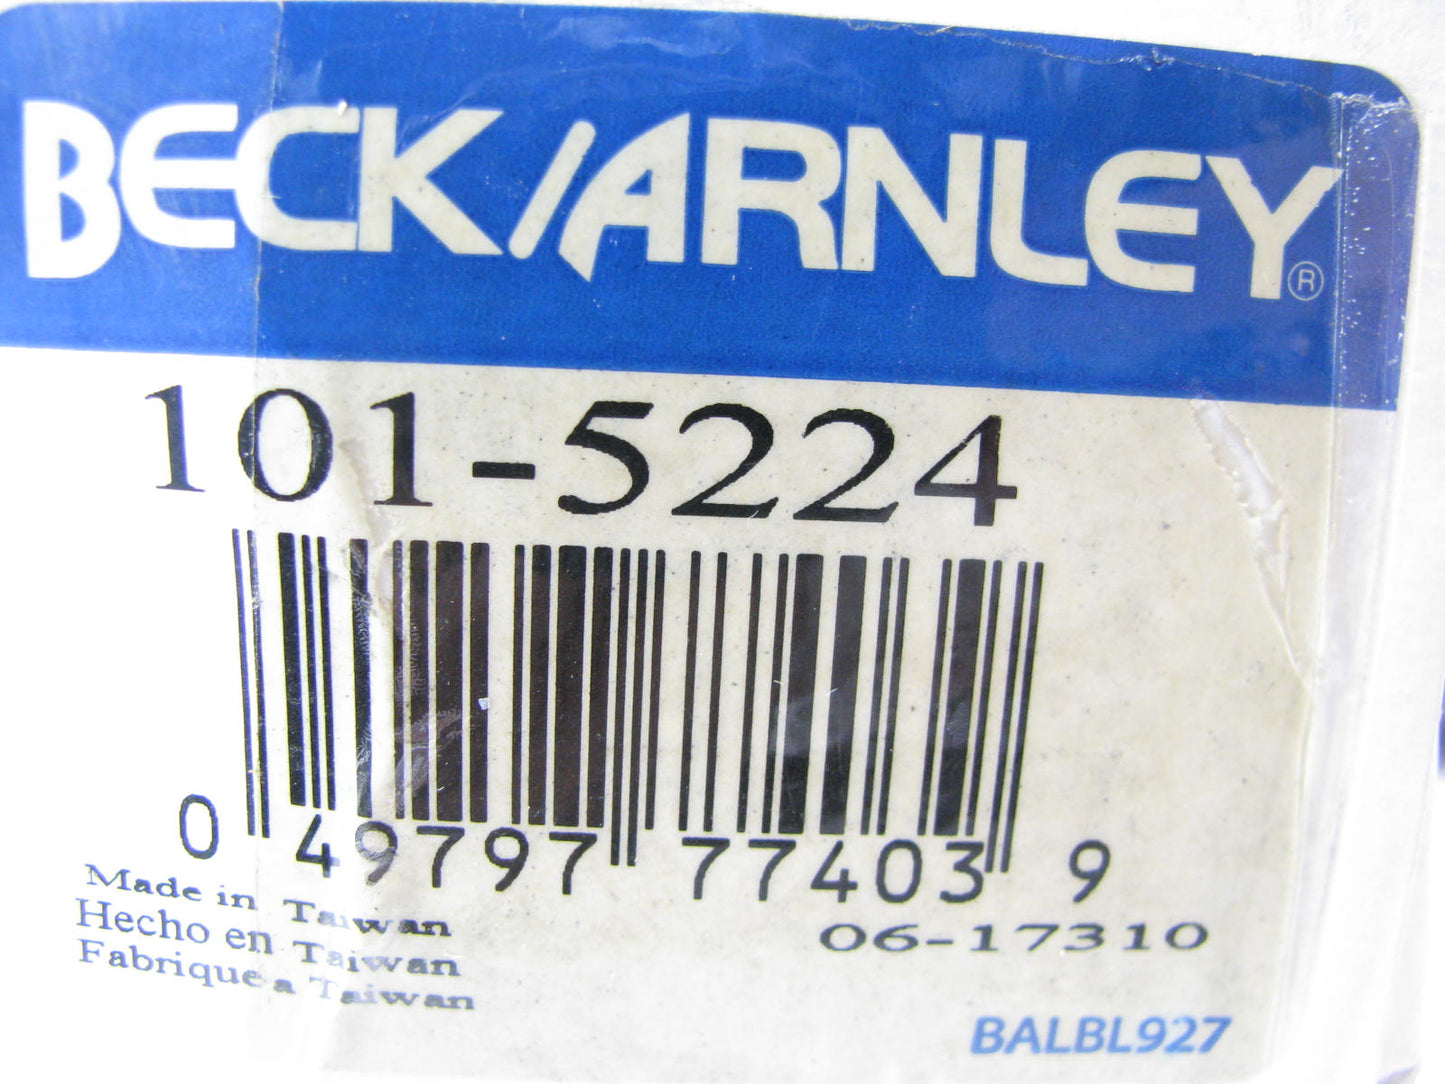 BECK/ARNLEY®
101-5224
0 49797 77403 9
Made in Taiwan
Hecho en Taiwan
Fabrique a Taiwan
06-17310
BALBL927